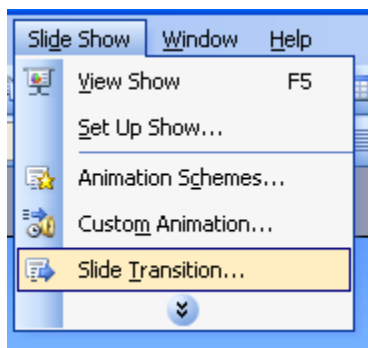 Slide Show Window Help
View Show F5
Set Up Show...
Animation Schemes...
Custom Animation...
Slide Transition...